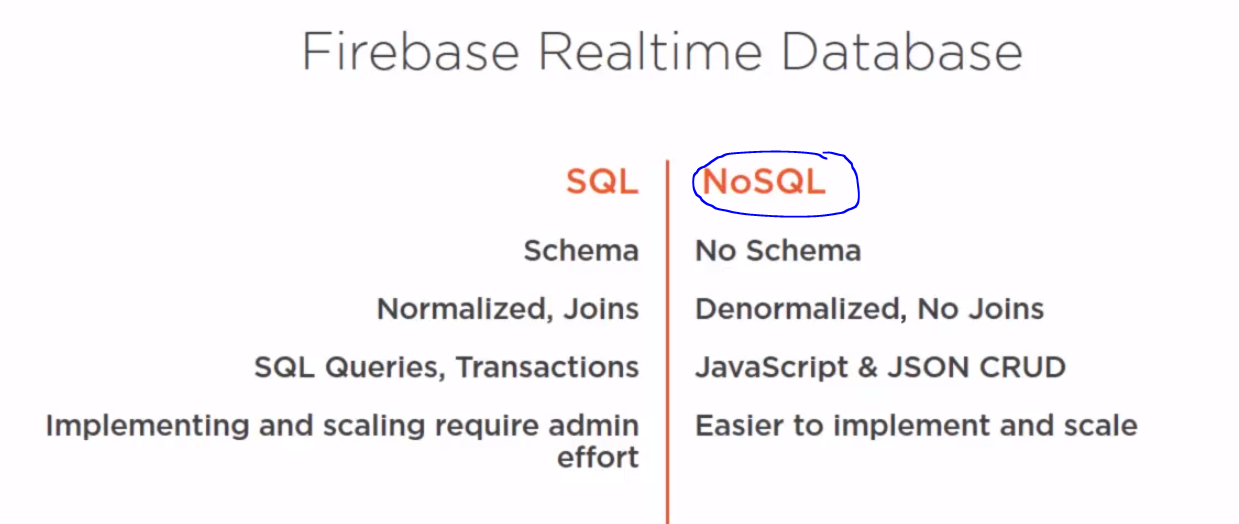 Firebase Realtime Database
SQL
NoSQL
Schema
No Schema
Normalized, Joins
Denormalized, No Joins
SQL Queries, Transactions
JavaScript & JSON CRUD
Implementing and scaling require admin
effort
Easier to implement and scale